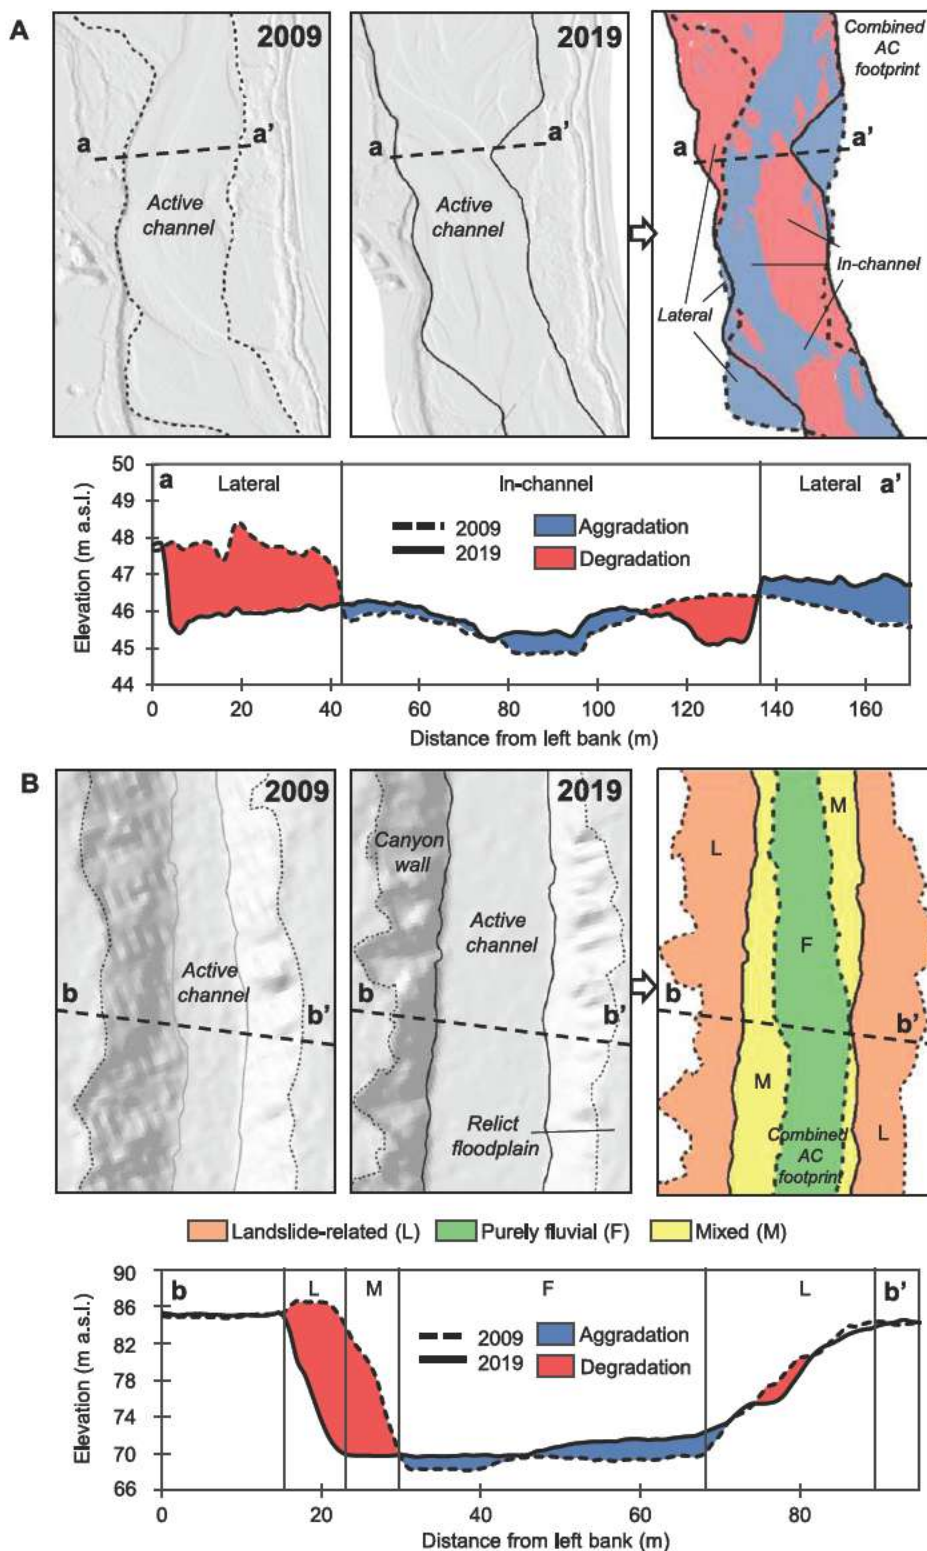 A
2009
a
a’
Active
channel
2019
a
a’
Active
channel
Combined
AC
footprint
a
a’
In-channel
Lateral
50
49
48
47
46
45
44
Elevation (m a.s.l.)
a
Lateral
In-channel
Lateral
a’
2009
2019
Aggradation
Degradation
0 20 40 60 80 100 120 140 160
Distance from left bank (m)
B
2009
Active
channel
b
b’
2019
Canyon
wall
Active
channel
b
b’
Relict
floodplain
M
L
F
b
b’
M
L
Combined
AC
footprint
Landslide-related (L) Purely fluvial (F) Mixed (M)
90
86
82
78
74
70
66
Elevation (m a.s.l.)
b
L
M
F
L
b’
2009
2019
Aggradation
Degradation
0 20 40 60 80
Distance from left bank (m)